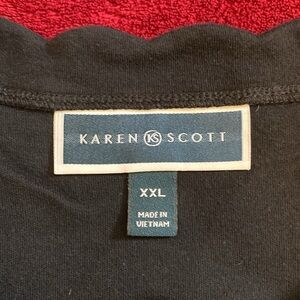 KAREN KS SCOTT
XXL
MADE IN
VIETNAM